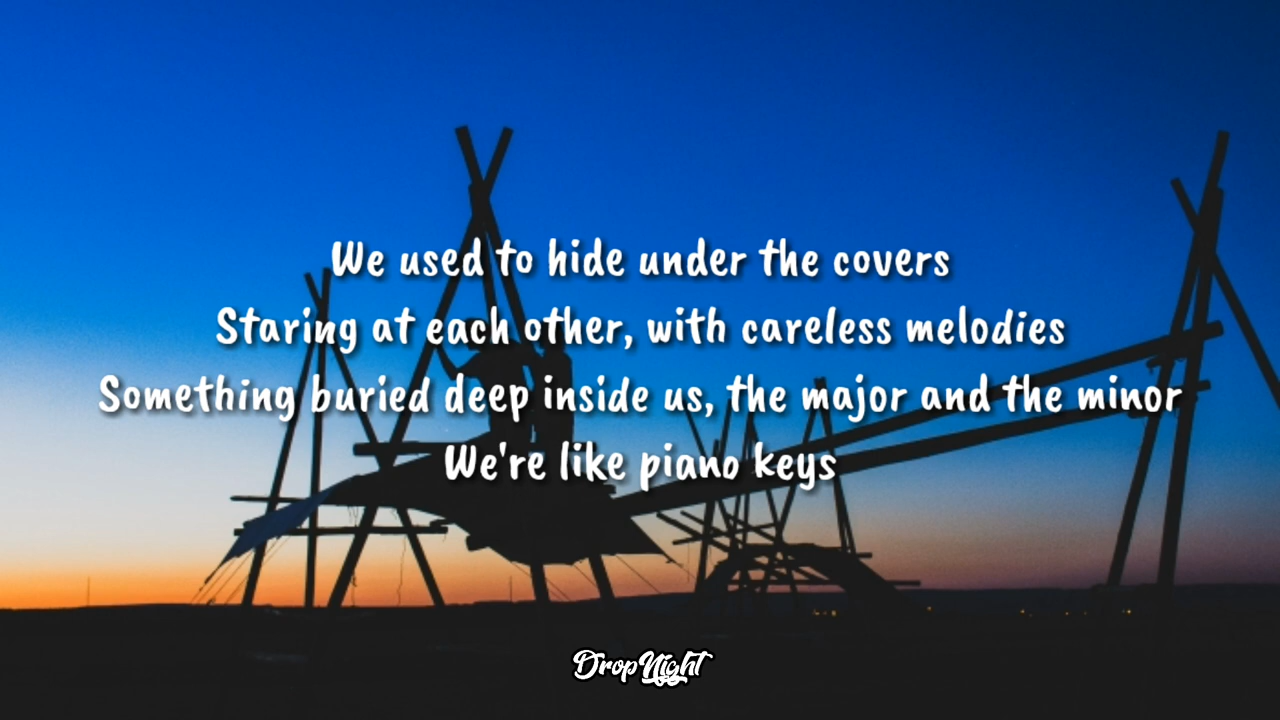 We used to hide under the covers
Staring at each other, with careless melodies
Something buried deep inside us, the major and the minor
We're like piano keys
DropNight